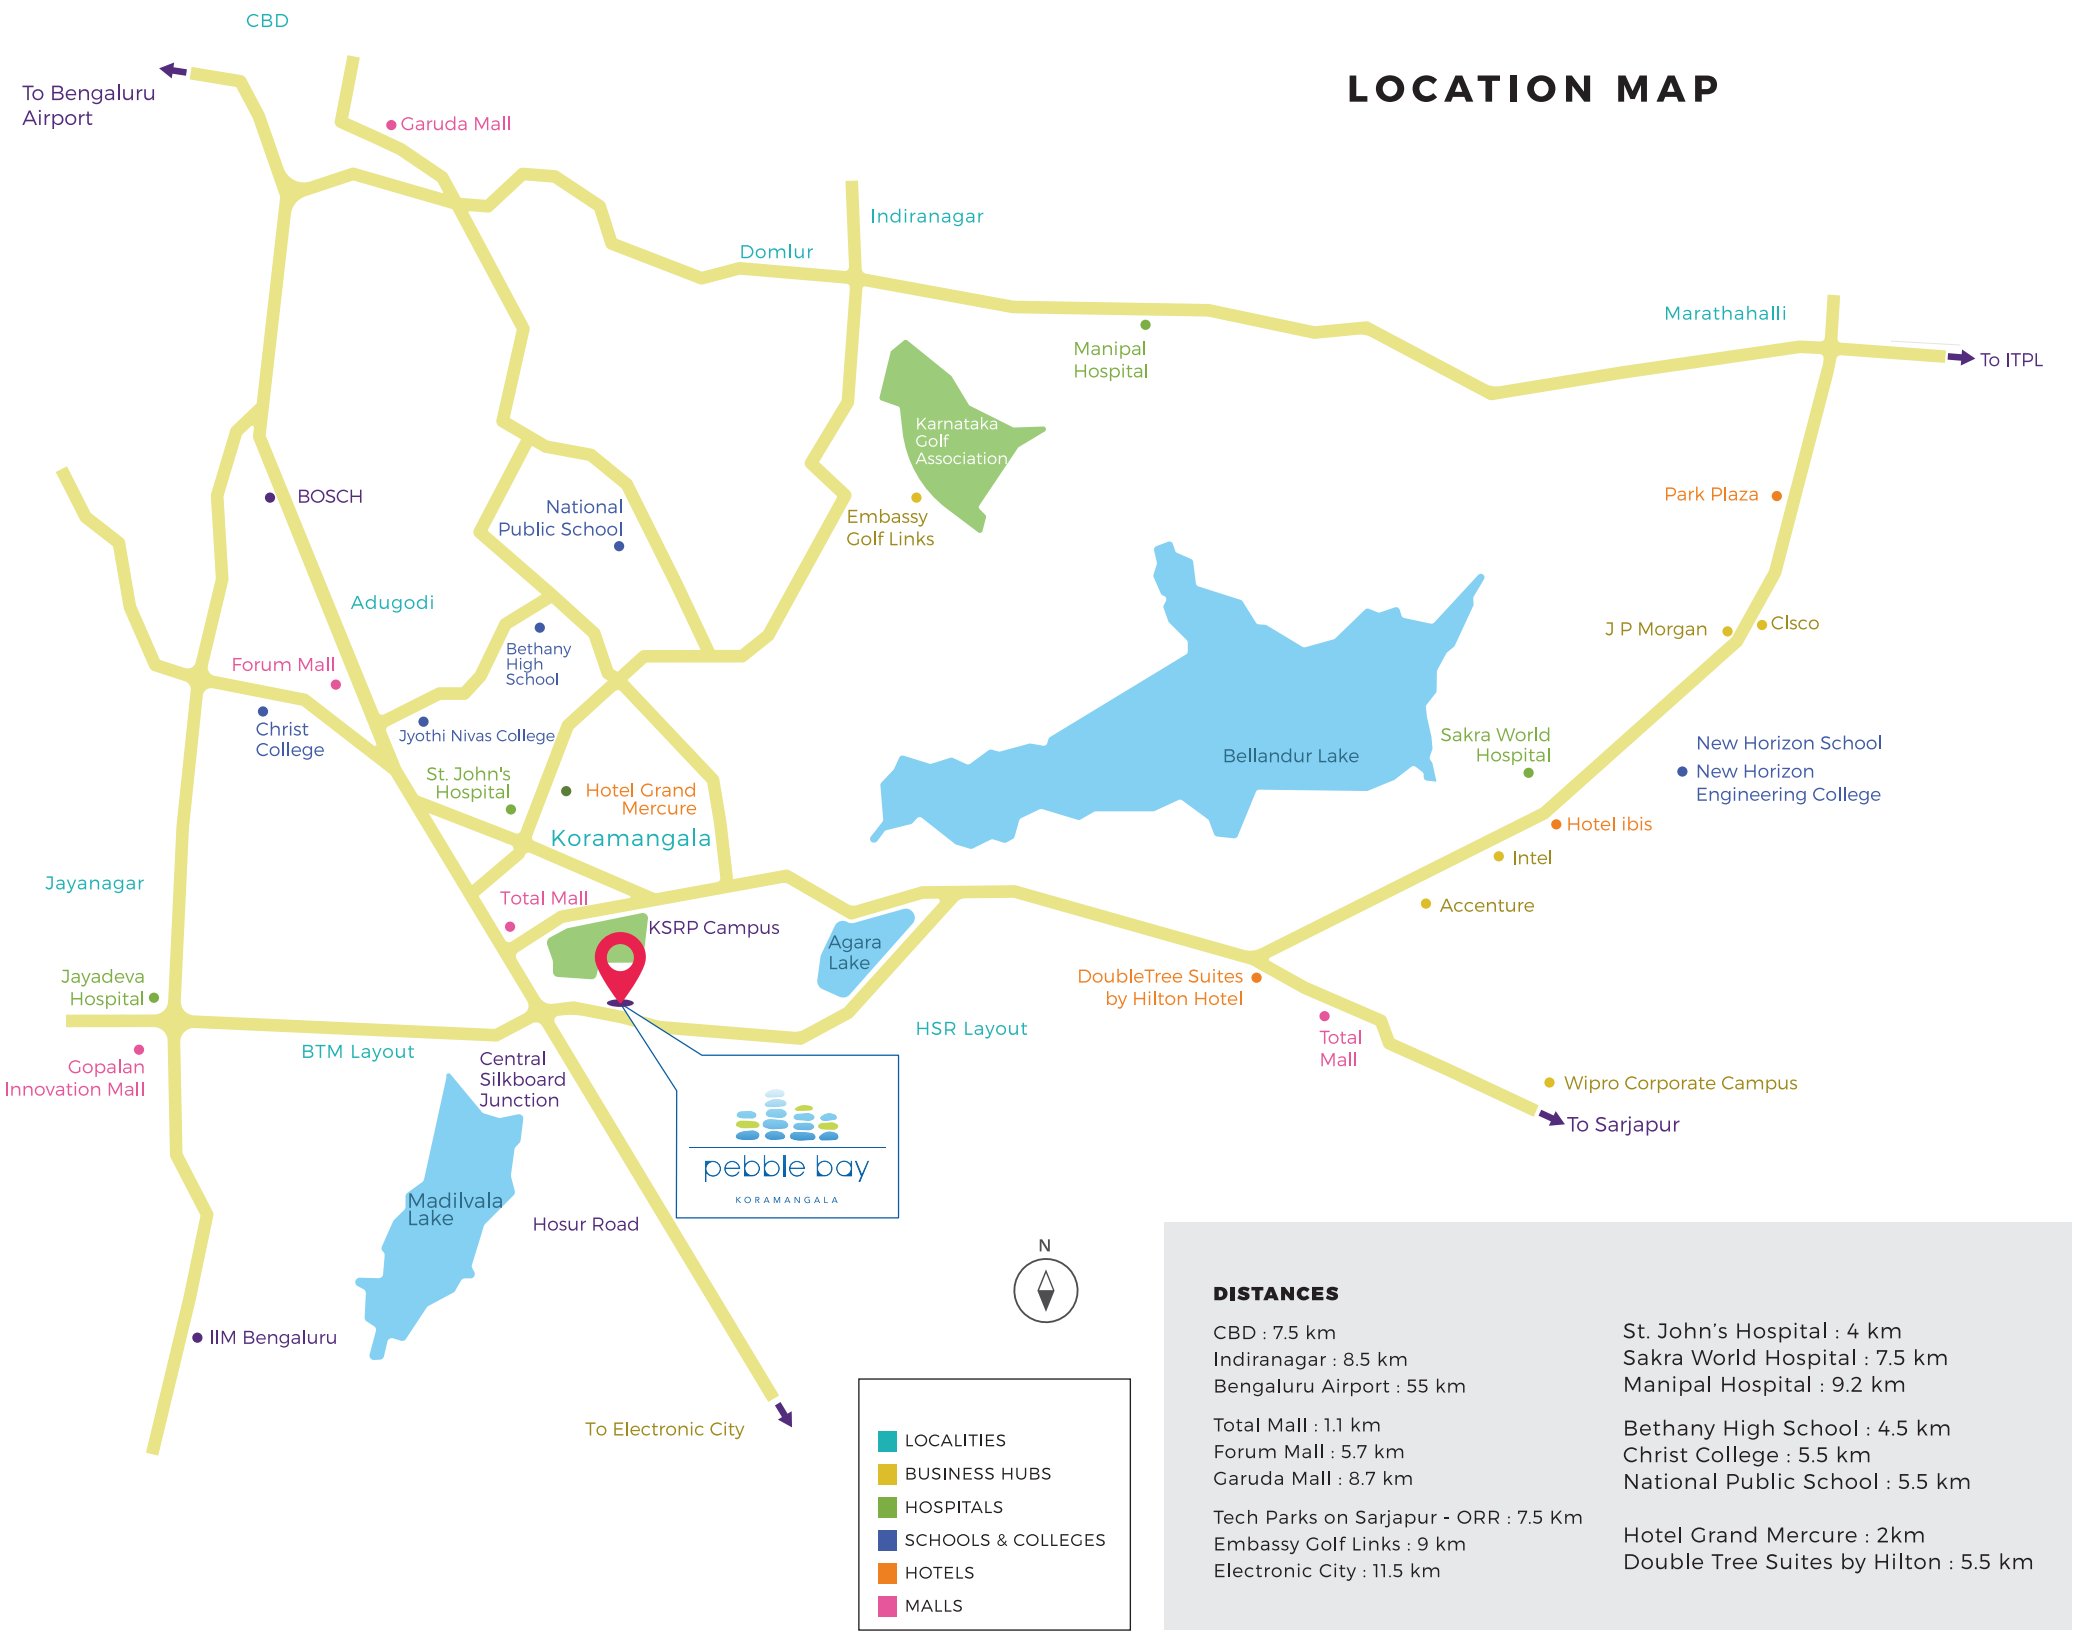 CBD
To Bengaluru
Airport
LOCATION MAP
Garuda Mall
Indiranagar
Domlur
Marathahalli
To ITPL
Manipal
Hospital
Karnataka
Golf
Association
BOSCH
National
Public School
Embassy
Golf Links
Park Plaza
Adugodi
J P Morgan
Clsco
Bethany
High
School
Forum Mall
Christ
College
Jyothi Nivas College
Sakra World
Hospital
New Horizon School
New Horizon
Engineering College
Bellandur Lake
St. John's
Hospital
Hotel Grand
Mercure
Koramangala
Hotel ibis
Intel
Jayanagar
Total Mall
Accenture
KSRP Campus
Agara
Lake
Jayadeva
Hospital
DoubleTree Suites
by Hilton Hotel
HSR Layout
Total
Mall
BTM Layout
Central
Silkboard
Junction
Gopalan
Innovation Mall
Wipro Corporate Campus
To Sarjapur
pebble bay
KORAMANGALA
Madilvala
Lake
Hosur Road
N
IIM Bengaluru
To Electronic City
LOCALITIES
BUSINESS HUBS
HOSPITALS
SCHOOLS & COLLEGES
HOTELS
MALLS
DISTANCES
CBD : 7.5 km
Indiranagar : 8.5 km
Bengaluru Airport : 55 km
Total Mall : 1.1 km
Forum Mall : 5.7 km
Garuda Mall : 8.7 km
Tech Parks on Sarjapur - ORR : 7.5 Km
Embassy Golf Links : 9 km
Electronic City : 11.5 km
St. John’s Hospital : 4 km
Sakra World Hospital : 7.5 km
Manipal Hospital : 9.2 km
Bethany High School : 4.5 km
Christ College : 5.5 km
National Public School : 5.5 km
Hotel Grand Mercure : 2km
Double Tree Suites by Hilton : 5.5 km